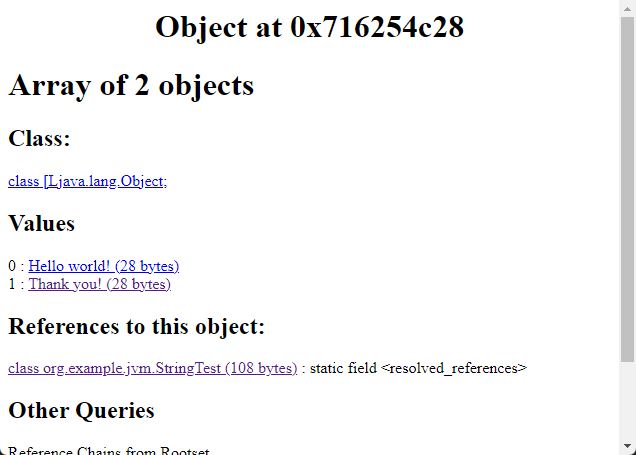 Object at 0x716254c28
Array of 2 objects
Class:
class [Ljava.lang.Object;
Values
0 : Hello world! (28 bytes)
1 : Thank you! (28 bytes)
References to this object:
class org.example.jvm.StringTest (108 bytes) : static field <resolved_references>
Other Queries
Reference Chains from Rootset